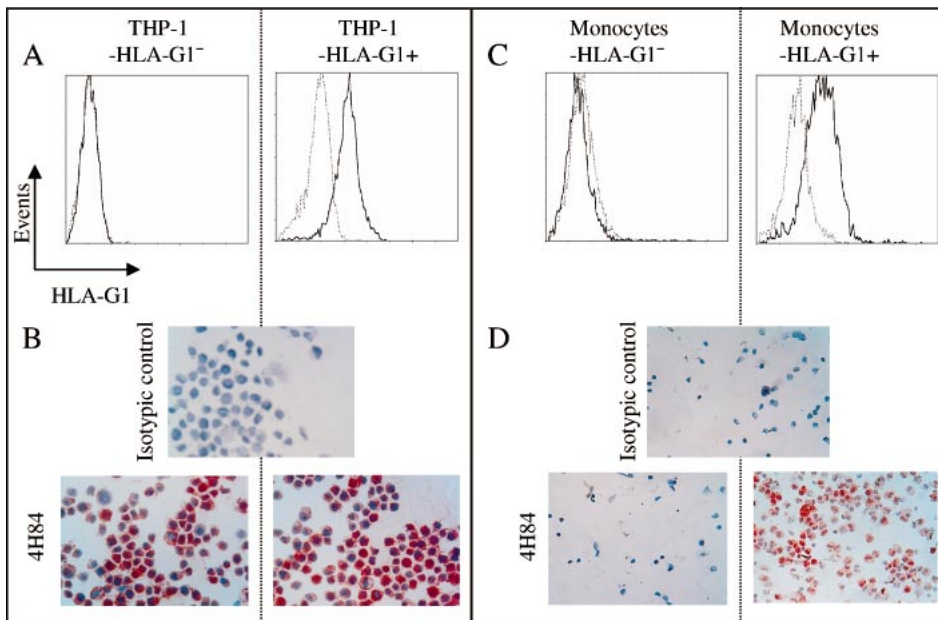 A
THP-1
-HLA-G1⁻
THP-1
-HLA-G1+
Events
HLA-G1
B
Isotypic control
4H84
C
Monocytes
-HLA-G1⁻
Monocytes
-HLA-G1+
D
Isotypic control
4H84